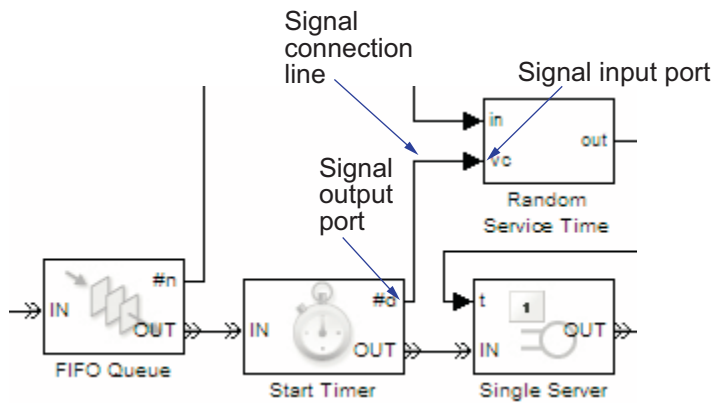 Signal
connection
line
Signal input port
in
out
vc
Signal
output
port
Random
Service Time
#n
IN
OUT
FIFO Queue
#d
IN
OUT
Start Timer
t
1
IN
OUT
Single Server